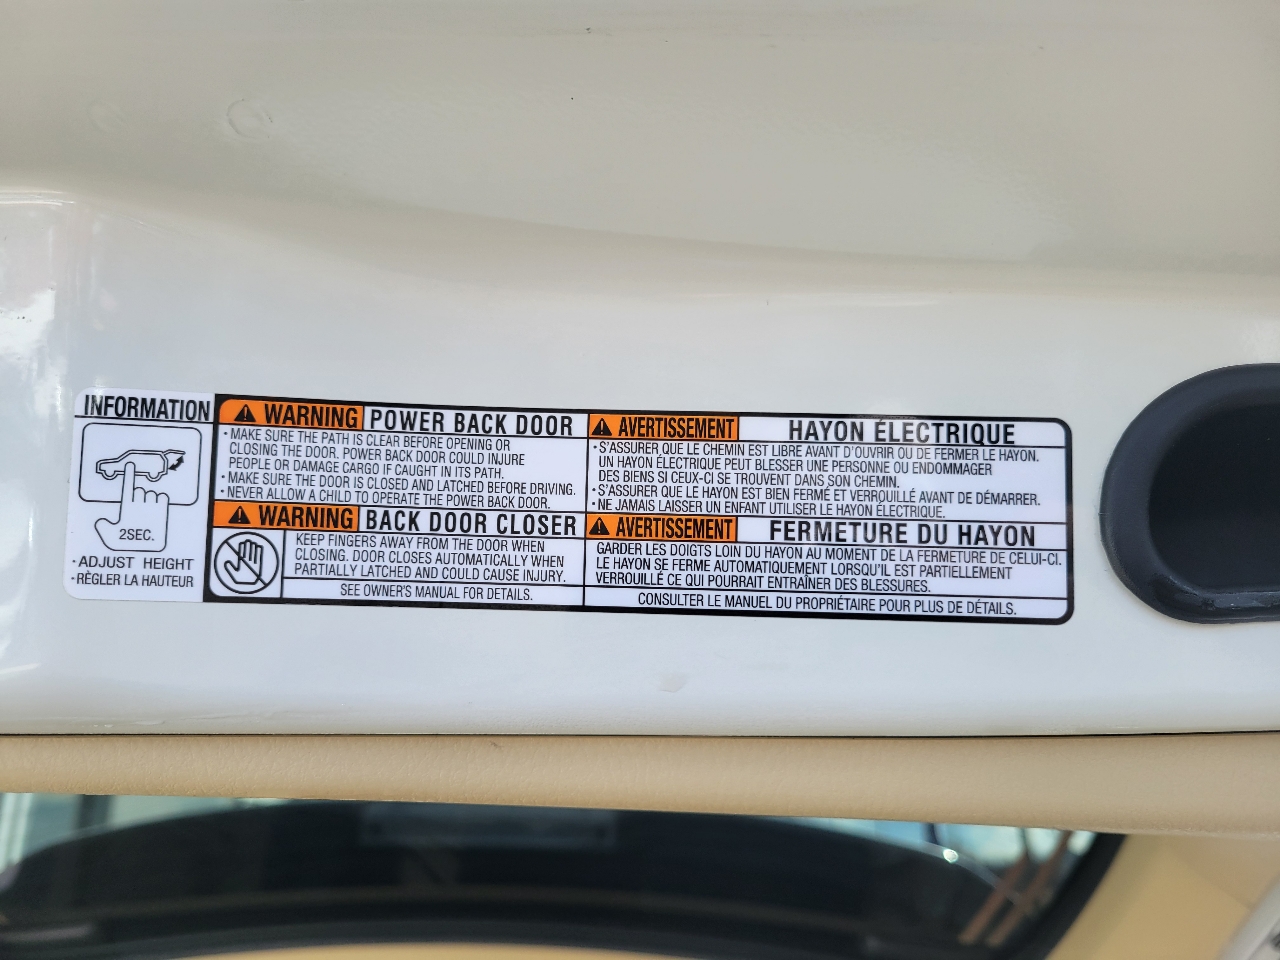 INFORMATION
2SEC.
·ADJUST HEIGHT
·RÈGLER LA HAUTEUR
WARNING POWER BACK DOOR
·MAKE SURE THE PATH IS CLEAR BEFORE OPENING OR
CLOSING THE DOOR. POWER BACK DOOR COULD INJURE
PEOPLE OR DAMAGE CARGO IF CAUGHT IN ITS PATH.
·MAKE SURE THE DOOR IS CLOSED AND LATCHED BEFORE DRIVING.
·NEVER ALLOW A CHILD TO OPERATE THE POWER BACK DOOR.
WARNING BACK DOOR CLOSER
KEEP FINGERS AWAY FROM THE DOOR WHEN
CLOSING. DOOR CLOSES AUTOMATICALLY WHEN
PARTIALLY LATCHED AND COULD CAUSE INJURY.
SEE OWNER'S MANUAL FOR DETAILS.
AVERTISSEMENT HAYON ÉLECTRIQUE
·S'ASSURER QUE LE CHEMIN EST LIBRE AVANT D'OUVRIR OU DE FERMER LE HAYON.
UN HAYON ÉLECTRIQUE PEUT BLESSER UNE PERSONNE OU ENDOMMAGER
DES BIENS SI CEUX-CI SE TROUVENT DANS SON CHEMIN.
·S'ASSURER QUE LE HAYON EST BIEN FERMÉ ET VERROUILLÉ AVANT DE DÉMARRER.
·NE JAMAIS LAISSER UN ENFANT UTILISER LE HAYON ÉLECTRIQUE.
AVERTISSEMENT FERMETURE DU HAYON
GARDER LES DOIGTS LOIN DU HAYON AU MOMENT DE LA FERMETURE DE CELUI-CI.
LE HAYON SE FERME AUTOMATIQUEMENT LORSQU'IL EST PARTIELLEMENT
VERROUILLÉ CE QUI POURRAIT ENTRAÎNER DES BLESSURES.
CONSULTER LE MANUEL DU PROPRIÉTAIRE POUR PLUS DE DÉTAILS.